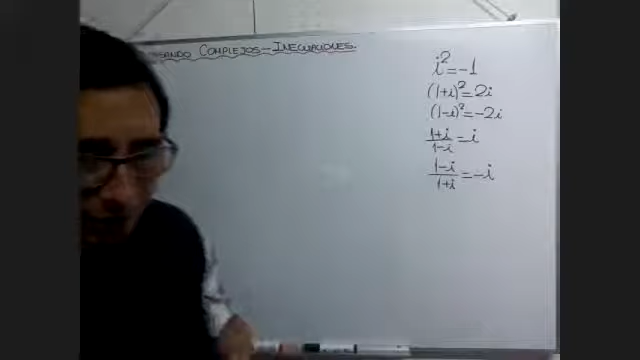 COMPLEJOS - INECUACIONES.
i² = -1
(1+i)² = 2i
(1-i)² = -2i
1+i/1-i = i
1-i/1+i = -i